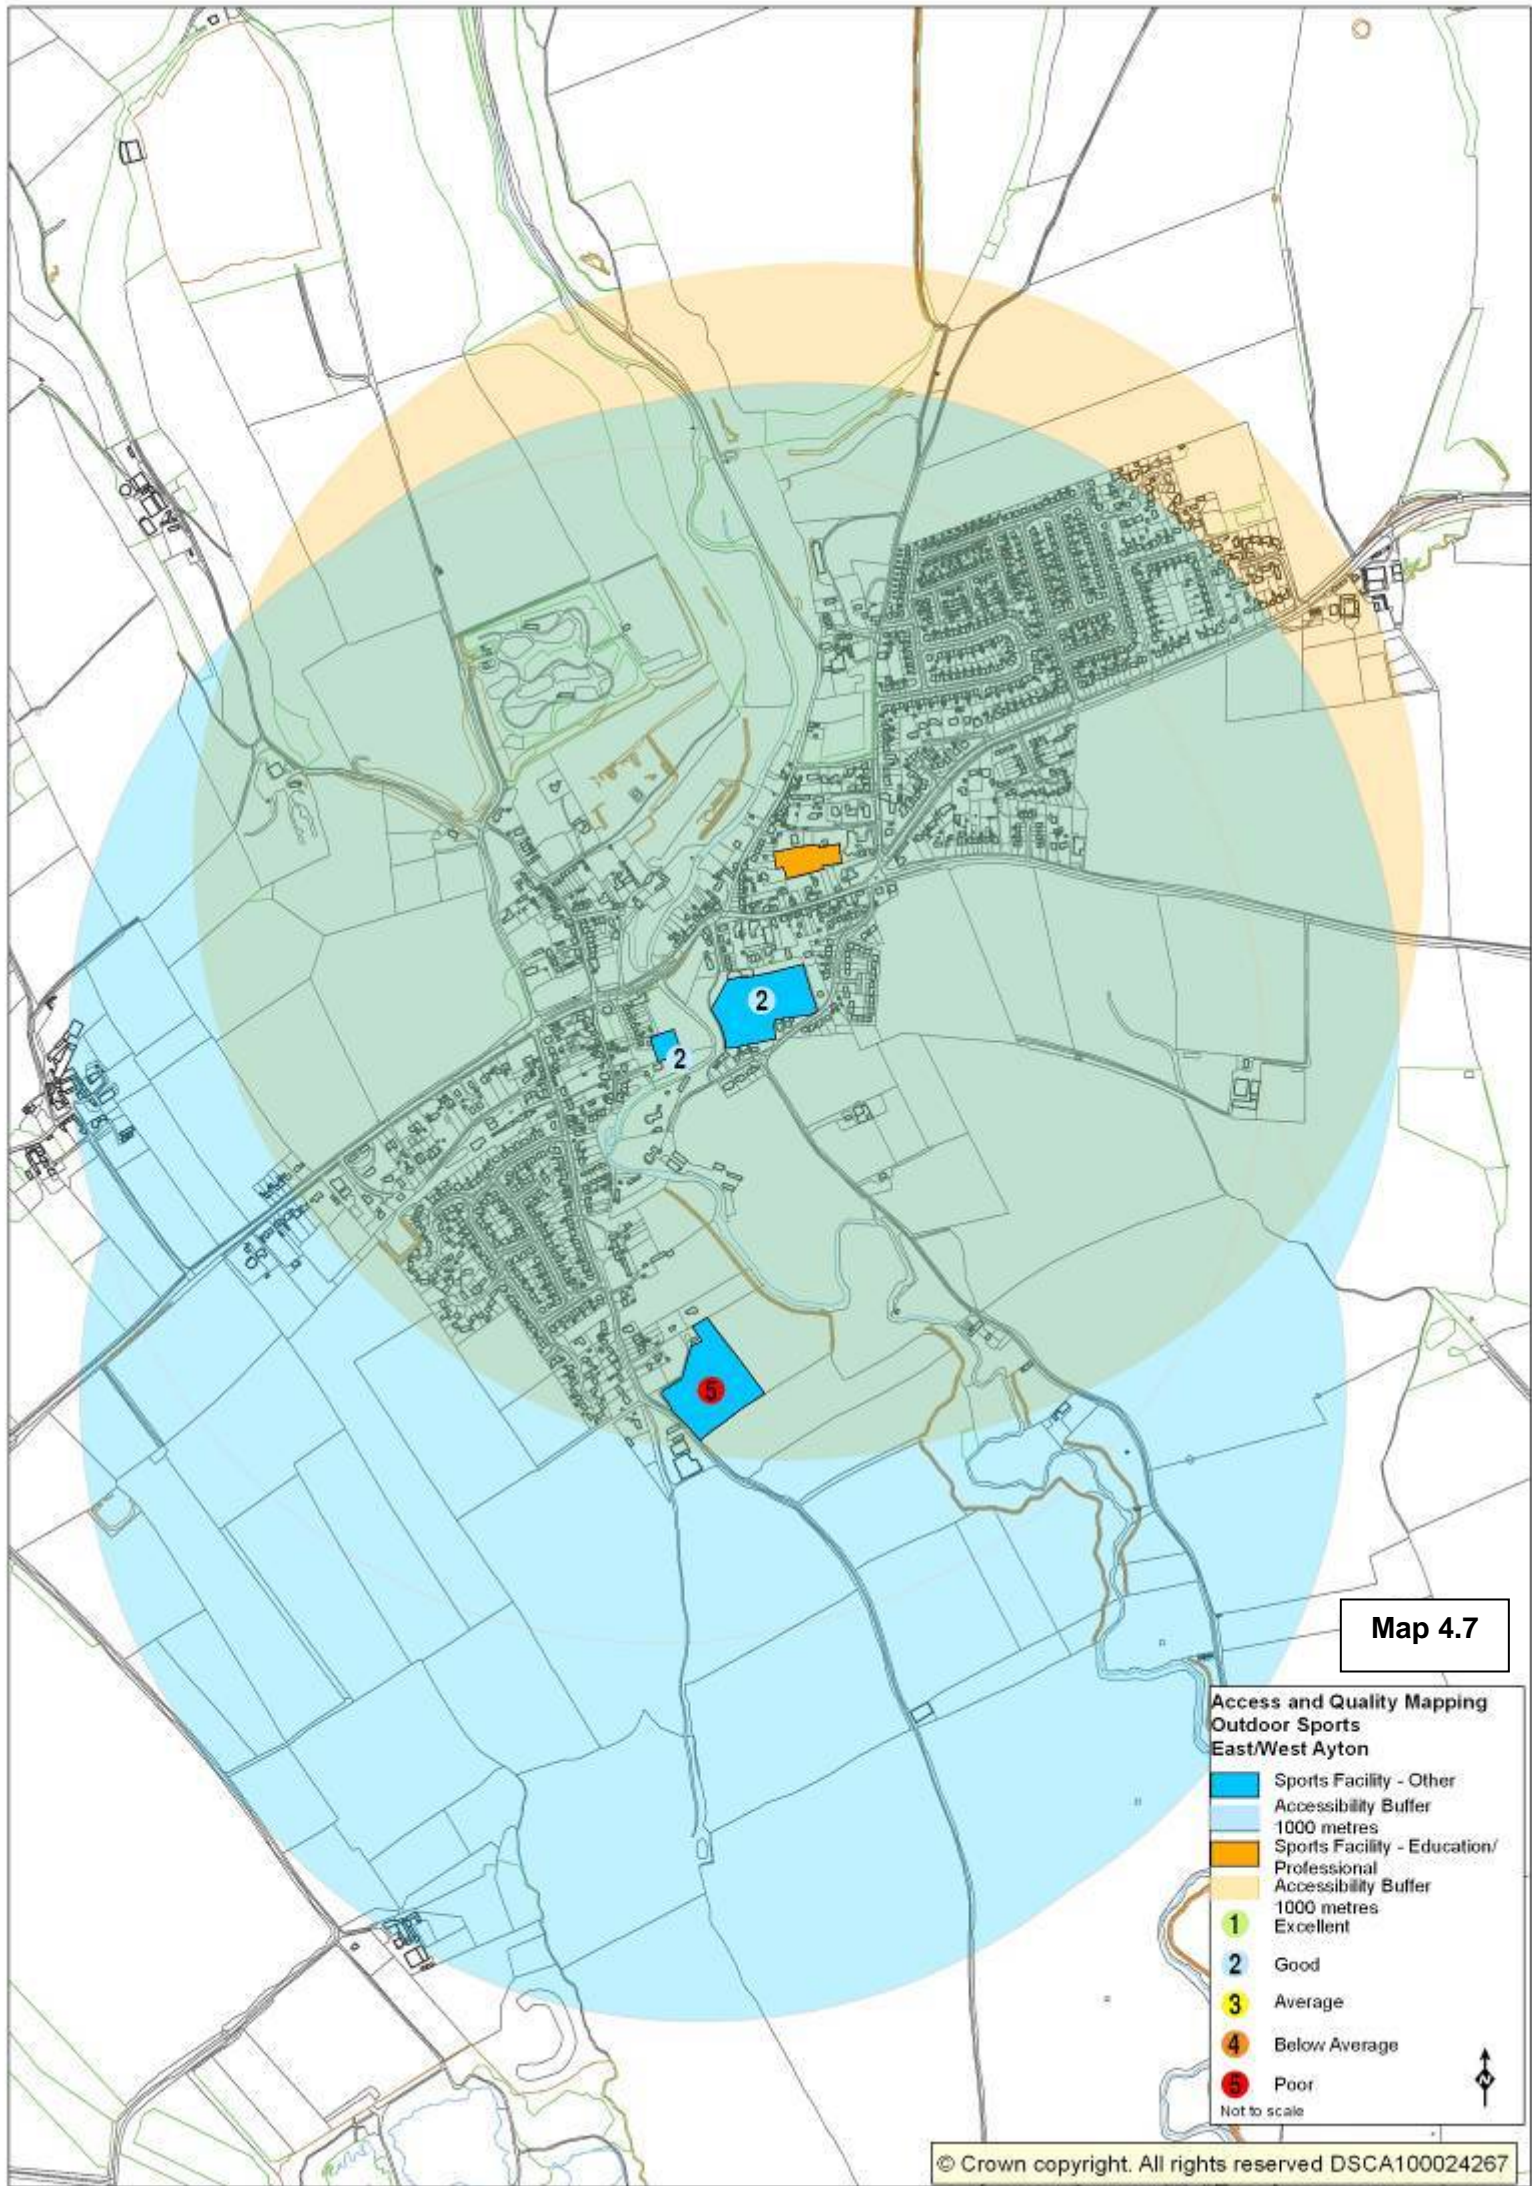 2
2
5
Map 4.7
Access and Quality Mapping
Outdoor Sports
East/West Ayton
Sports Facility - Other
Accessibility Buffer
1000 metres
Sports Facility - Education/
Professional
Accessibility Buffer
1000 metres
1 Excellent
2 Good
3 Average
4 Below Average
5 Poor
Not to scale
N
© Crown copyright. All rights reserved DSCA100024267